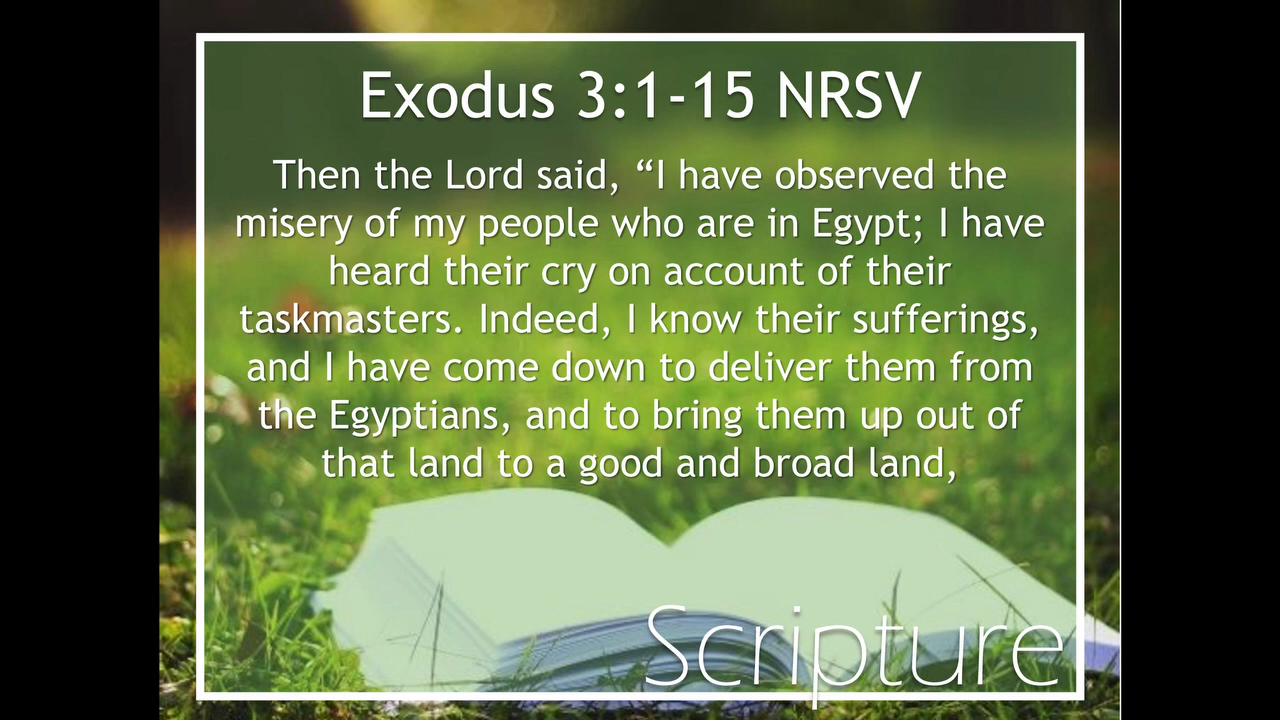 Exodus 3:1-15 NRSV
Then the Lord said, “I have observed the
misery of my people who are in Egypt; I have
heard their cry on account of their
taskmasters. Indeed, I know their sufferings,
and I have come down to deliver them from
the Egyptians, and to bring them up out of
that land to a good and broad land,
Scripture